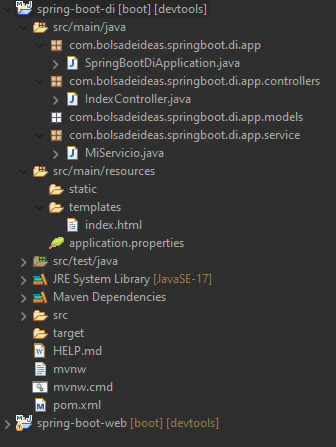 spring-boot-di [boot] [devtools]
src/main/java
com.bolsadeideas.springboot.di.app
SpringBootDiApplication.java
com.bolsadeideas.springboot.di.app.controllers
IndexController.java
com.bolsadeideas.springboot.di.app.models
com.bolsadeideas.springboot.di.app.service
MiServicio.java
src/main/resources
static
templates
index.html
application.properties
src/test/java
JRE System Library [JavaSE-17]
Maven Dependencies
src
target
HELP.md
mvnw
mvnw.cmd
pom.xml
spring-boot-web [boot] [devtools]